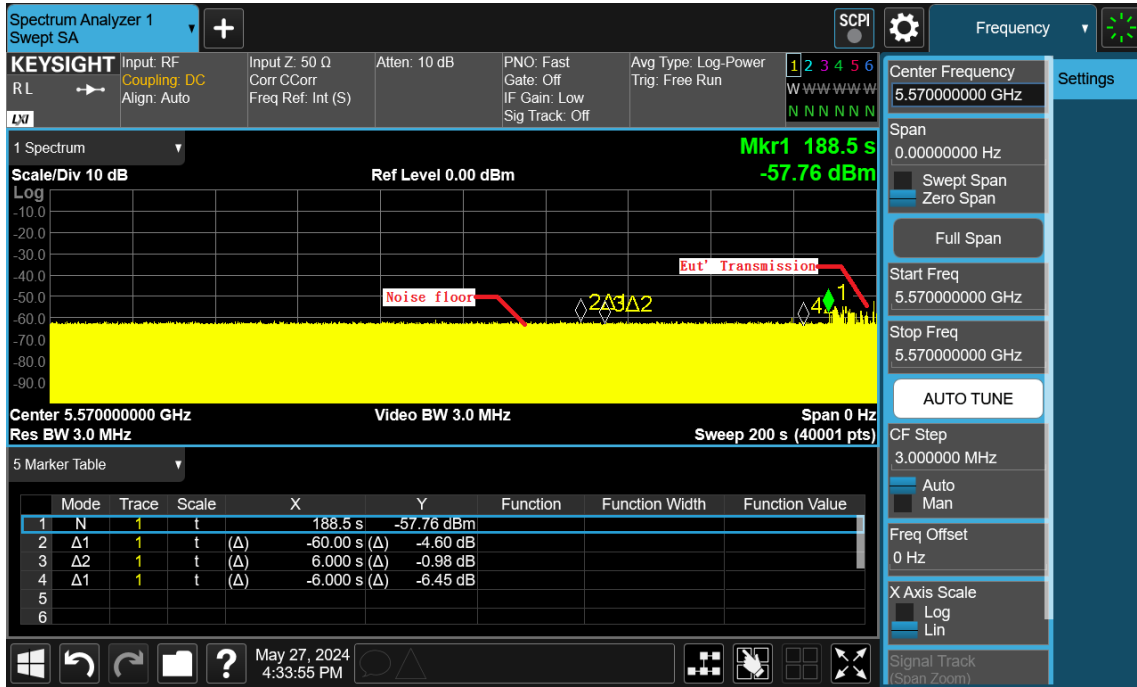 Spectrum Analyzer 1
Swept SA
SCPI
Frequency
KEYSIGHT
RL
LXI
Input: RF
Coupling: DC
Align: Auto
Input Z: 50 Ω
Corr CCorr
Freq Ref: Int (S)
Atten: 10 dB
PNO: Fast
Gate: Off
IF Gain: Low
Sig Track: Off
Avg Type: Log-Power
Trig: Free Run
1 2 3 4 5 6
W W W W W W
N N N N N N
1 Spectrum
Mkr1 188.5 s
Scale/Div 10 dB
Ref Level 0.00 dBm
-57.76 dBm
Log
-10.0
-20.0
-30.0
-40.0
-50.0
-60.0
-70.0
-80.0
-90.0
Eut' Transmission
Noise floor
2Δ1
3Δ2
4
1
Center 5.570000000 GHz
Video BW 3.0 MHz
Span 0 Hz
Res BW 3.0 MHz
Sweep 200 s (40001 pts)
5 Marker Table
Mode Trace Scale X Y Function Function Width Function Value
1 N 1 t 188.5 s -57.76 dBm
2 Δ1 1 t (Δ) -60.00 s (Δ) -4.60 dB
3 Δ2 1 t (Δ) 6.000 s (Δ) -0.98 dB
4 Δ1 1 t (Δ) -6.000 s (Δ) -6.45 dB
5
6
?
May 27, 2024
4:33:55 PM
Center Frequency
5.570000000 GHz
Settings
Span
0.00000000 Hz
Swept Span
Zero Span
Full Span
Start Freq
5.570000000 GHz
Stop Freq
5.570000000 GHz
AUTO TUNE
CF Step
3.000000 MHz
Auto
Man
Freq Offset
0 Hz
X Axis Scale
Log
Lin
Signal Track
(Span Zoom)